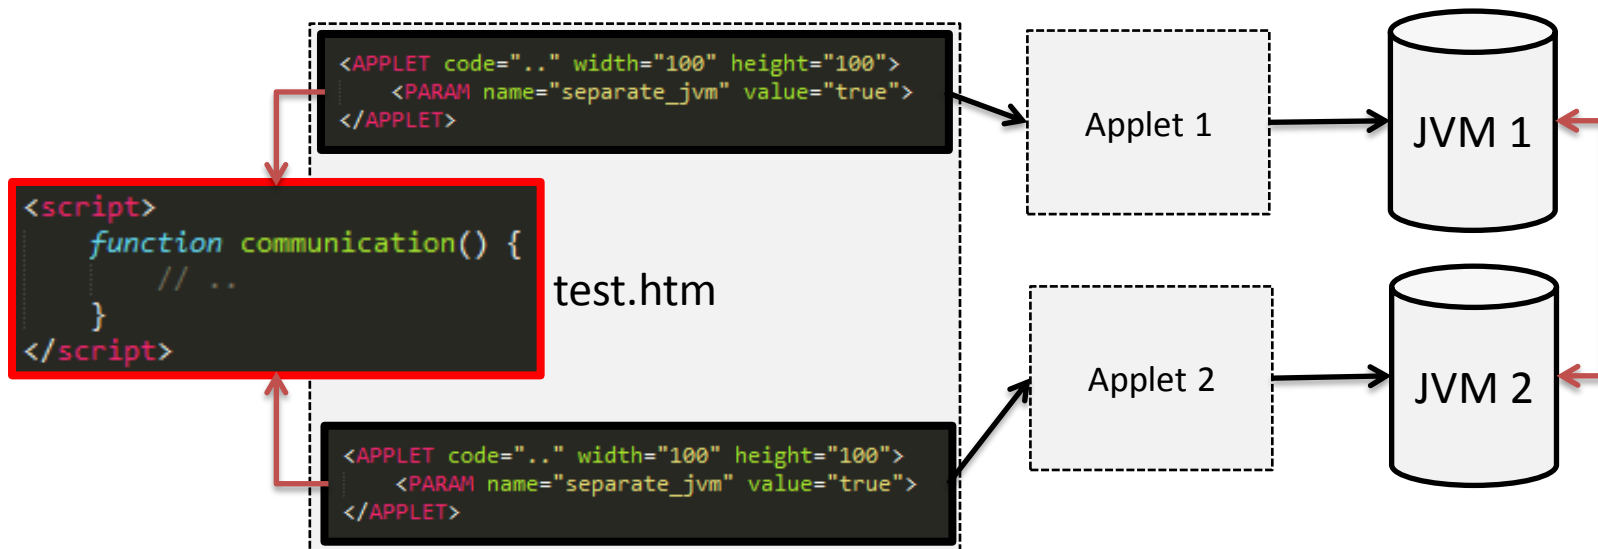 <APPLET code=".." width="100" height="100">
<PARAM name="separate_jvm" value="true">
</APPLET>
Applet 1
JVM 1
<script>
function communication() {
// ..
}
</script>
test.htm
Applet 2
JVM 2
<APPLET code=".." width="100" height="100">
<PARAM name="separate_jvm" value="true">
</APPLET>